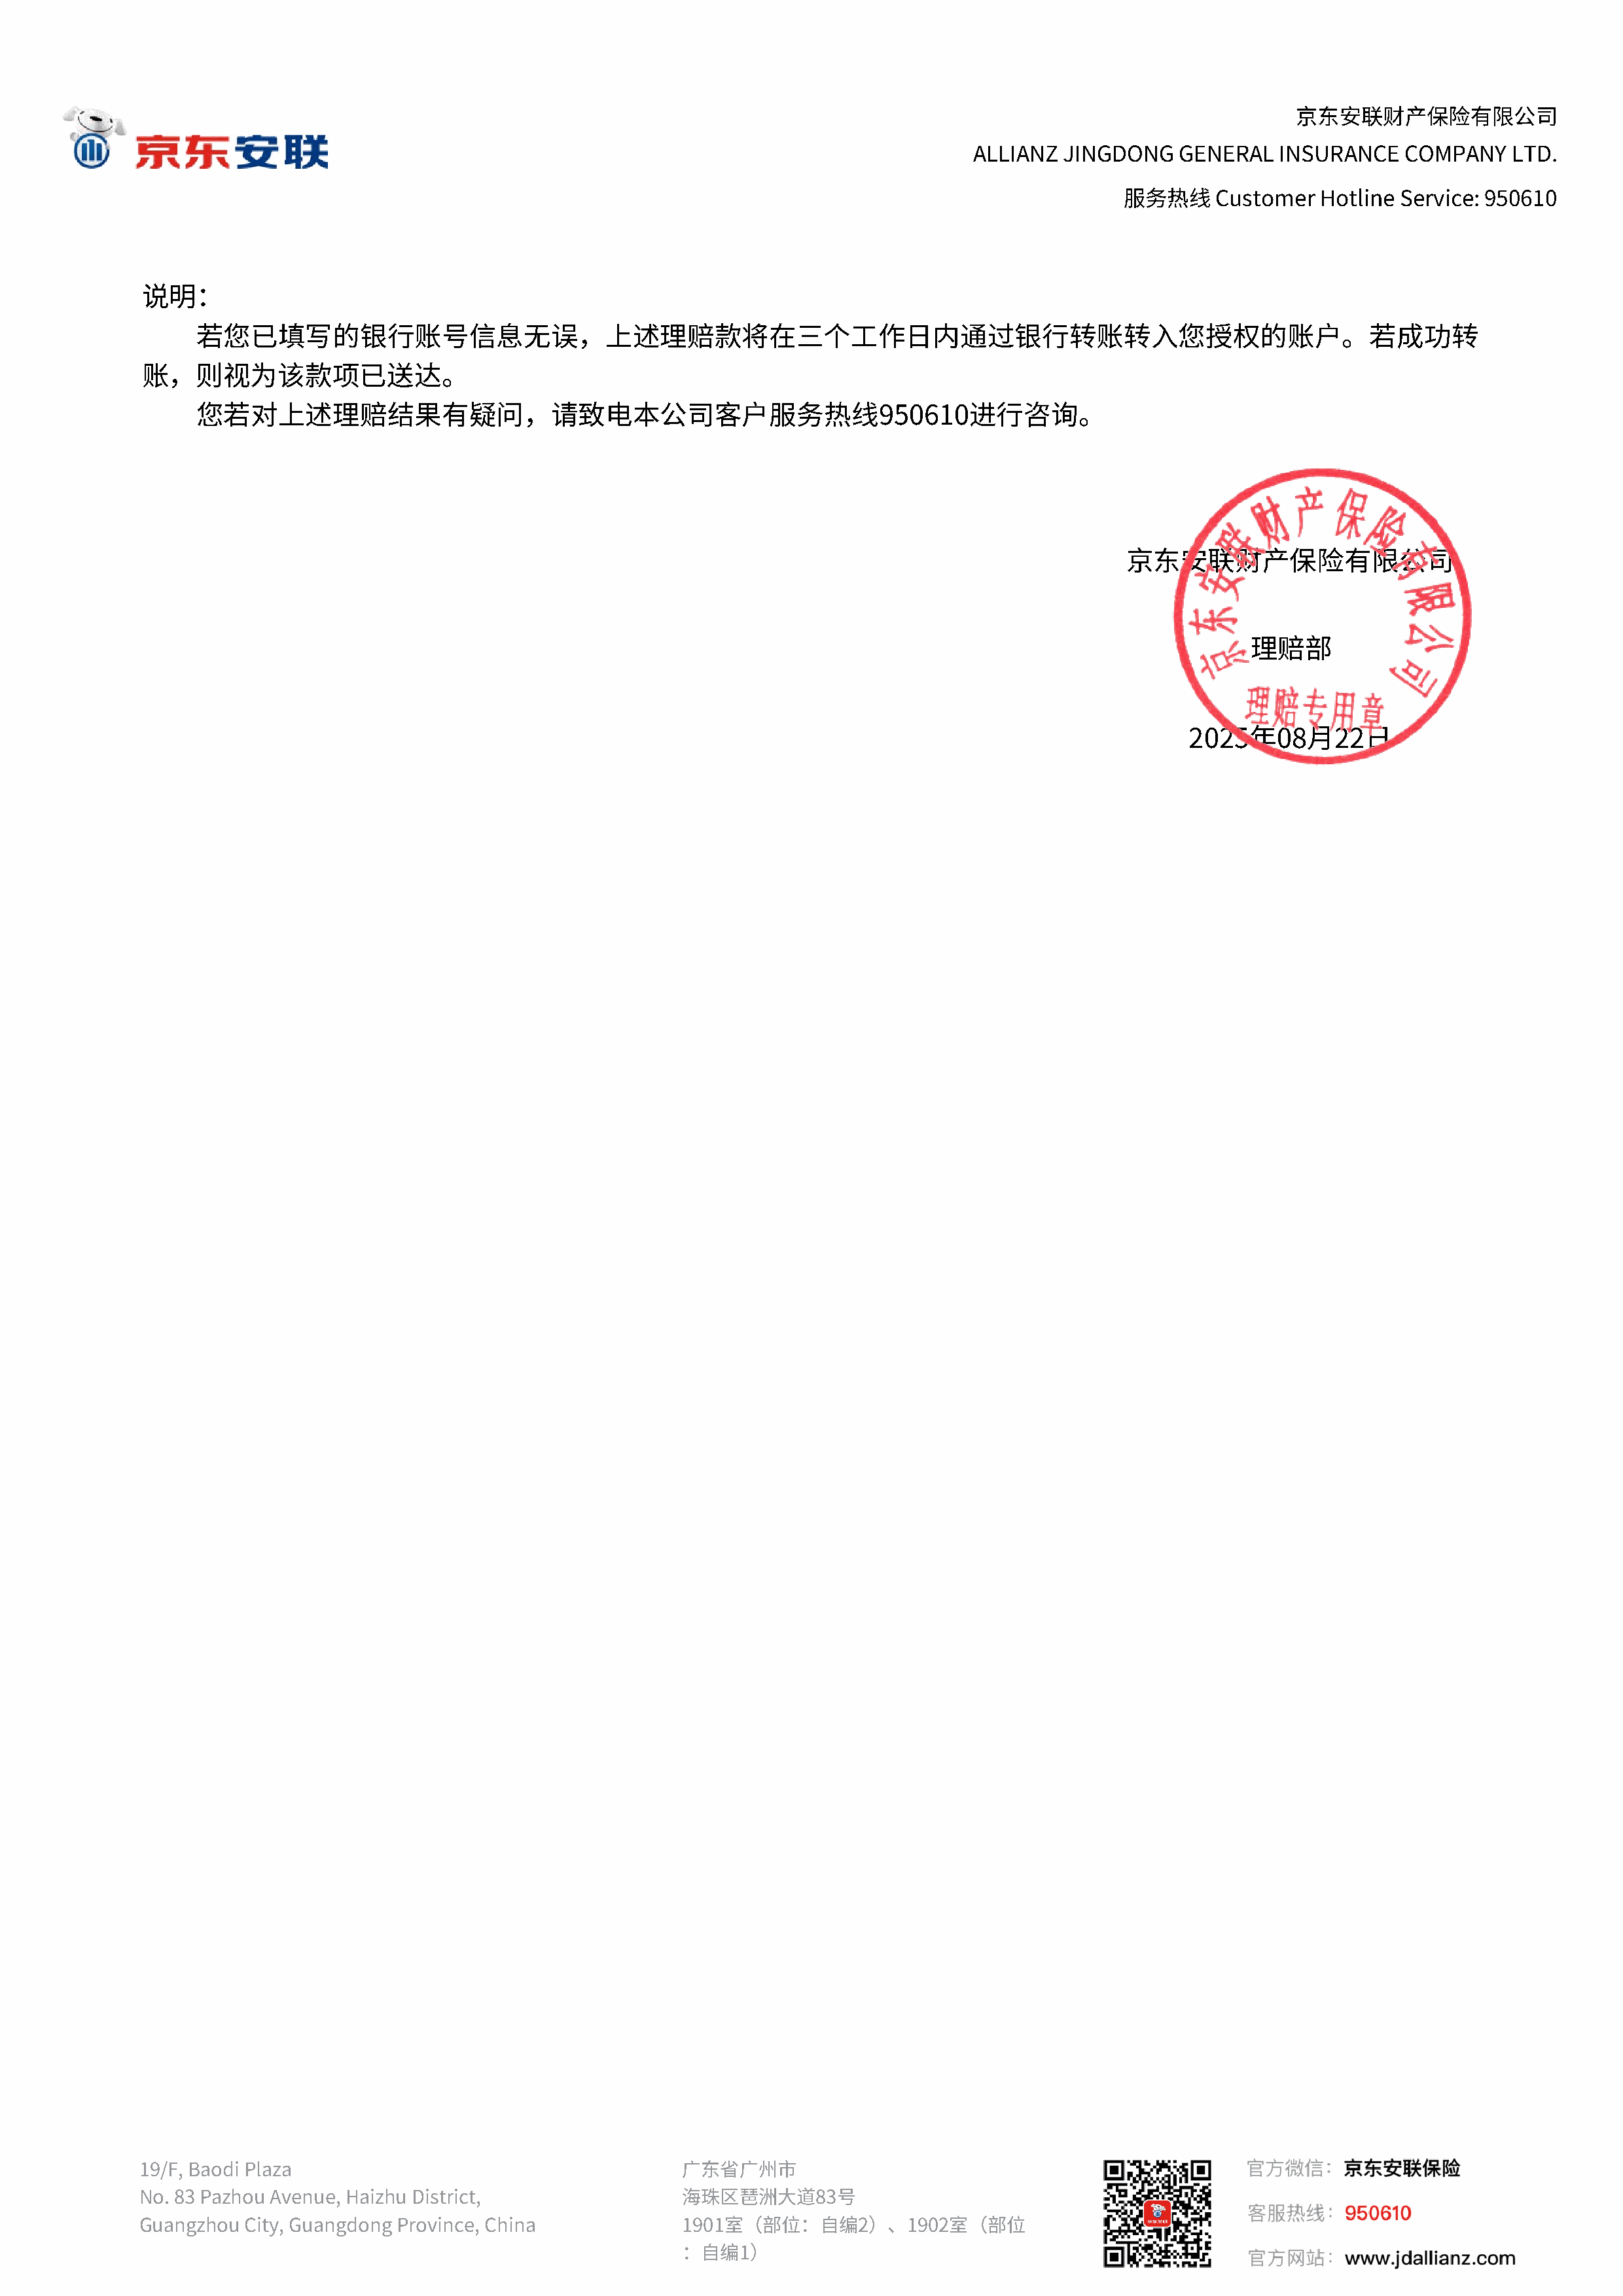 京东安联
京东安联财产保险有限公司
ALLIANZ JINGDONG GENERAL INSURANCE COMPANY LTD.
服务热线 Customer Hotline Service: 950610
说明：
若您已填写的银行账号信息无误，上述理赔款将在三个工作日内通过银行转账转入您授权的账户。若成功转
账，则视为该款项已送达。
您若对上述理赔结果有疑问，请致电本公司客户服务热线950610进行咨询。
京东安联财产保险有限公司
京东安联财产保险有限公司
理赔部
理赔专用章
2025年08月22日
19/F, Baodi Plaza
No. 83 Pazhou Avenue, Haizhu District,
Guangzhou City, Guangdong Province, China
广东省广州市
海珠区琶洲大道83号
1901室（部位：自编2）、1902室（部位
：自编1）
官方微信：京东安联保险
客服热线：950610
官方网站：www.jdallianz.com